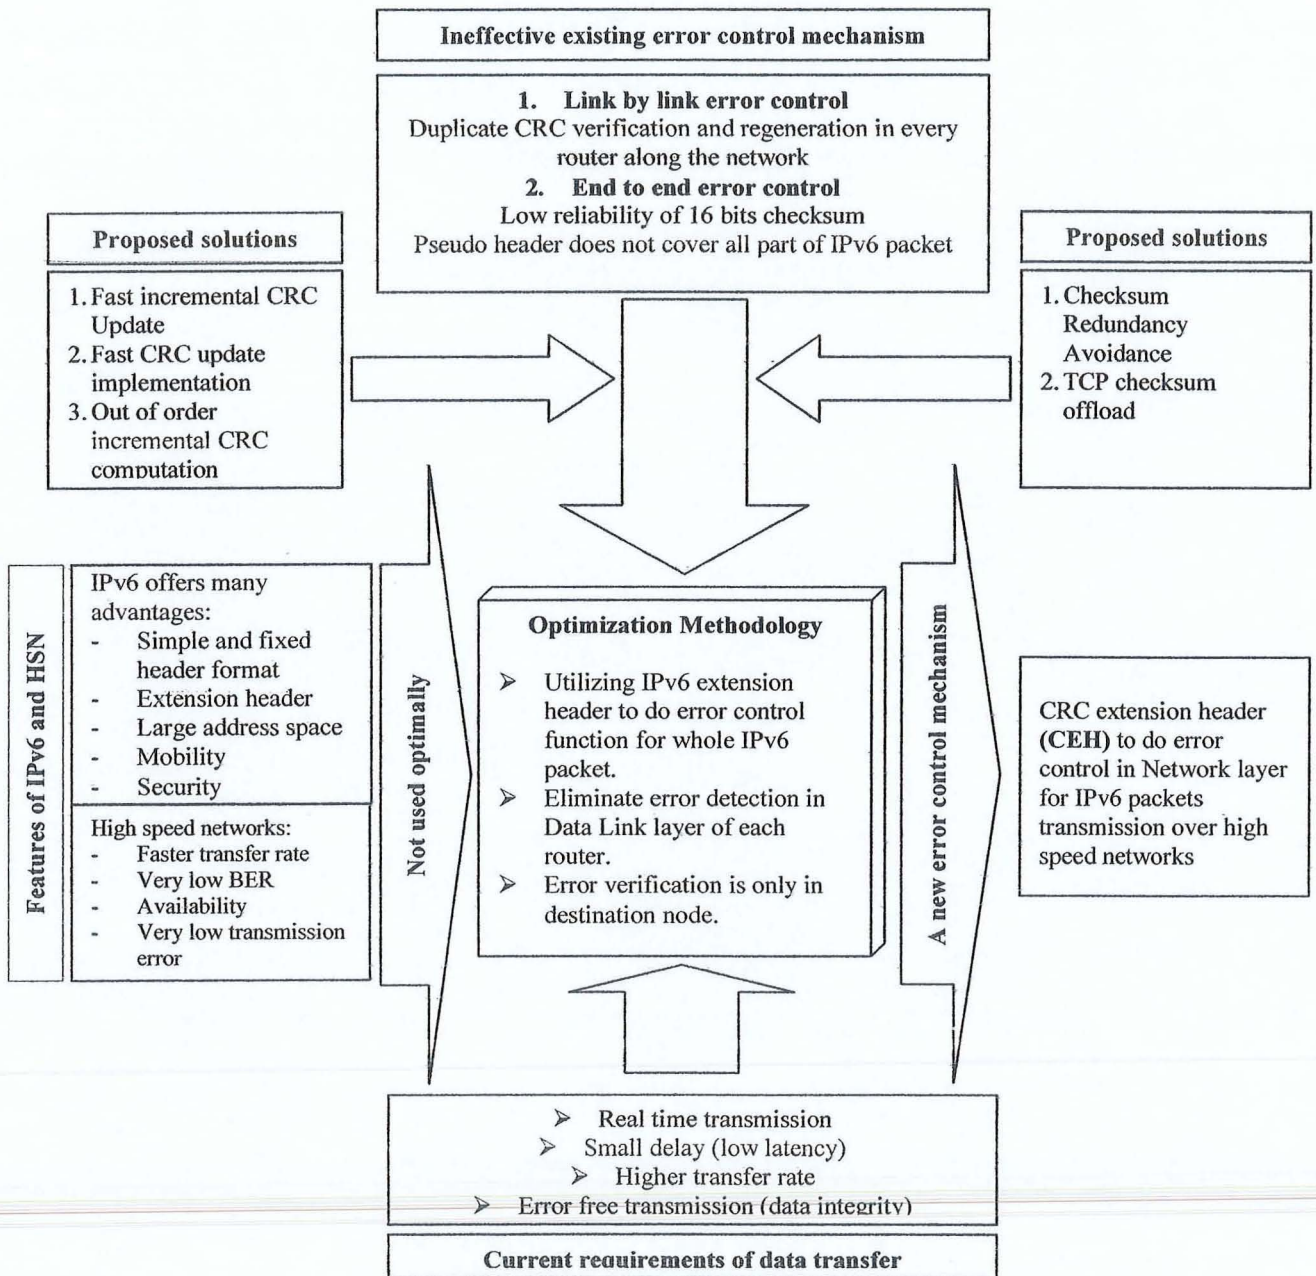 Ineffective existing error control mechanism
1. Link by link error control
Duplicate CRC verification and regeneration in every
router along the network
2. End to end error control
Low reliability of 16 bits checksum
Pseudo header does not cover all part of IPv6 packet
Proposed solutions
1. Fast incremental CRC
Update
2. Fast CRC update
implementation
3. Out of order
incremental CRC
computation
Proposed solutions
1. Checksum
Redundancy
Avoidance
2. TCP checksum
offload
Features of IPv6 and HSN
IPv6 offers many
advantages:
- Simple and fixed
header format
- Extension header
- Large address space
- Mobility
- Security
High speed networks:
- Faster transfer rate
- Very low BER
- Availability
- Very low transmission
error
Not used optimally
Optimization Methodology
➢ Utilizing IPv6 extension
header to do error control
function for whole IPv6
packet.
➢ Eliminate error detection in
Data Link layer of each
router.
➢ Error verification is only in
destination node.
A new error control mechanism
CRC extension header
(CEH) to do error
control in Network layer
for IPv6 packets
transmission over high
speed networks
➢ Real time transmission
➢ Small delay (low latency)
➢ Higher transfer rate
➢ Error free transmission (data integrity)
Current requirements of data transfer